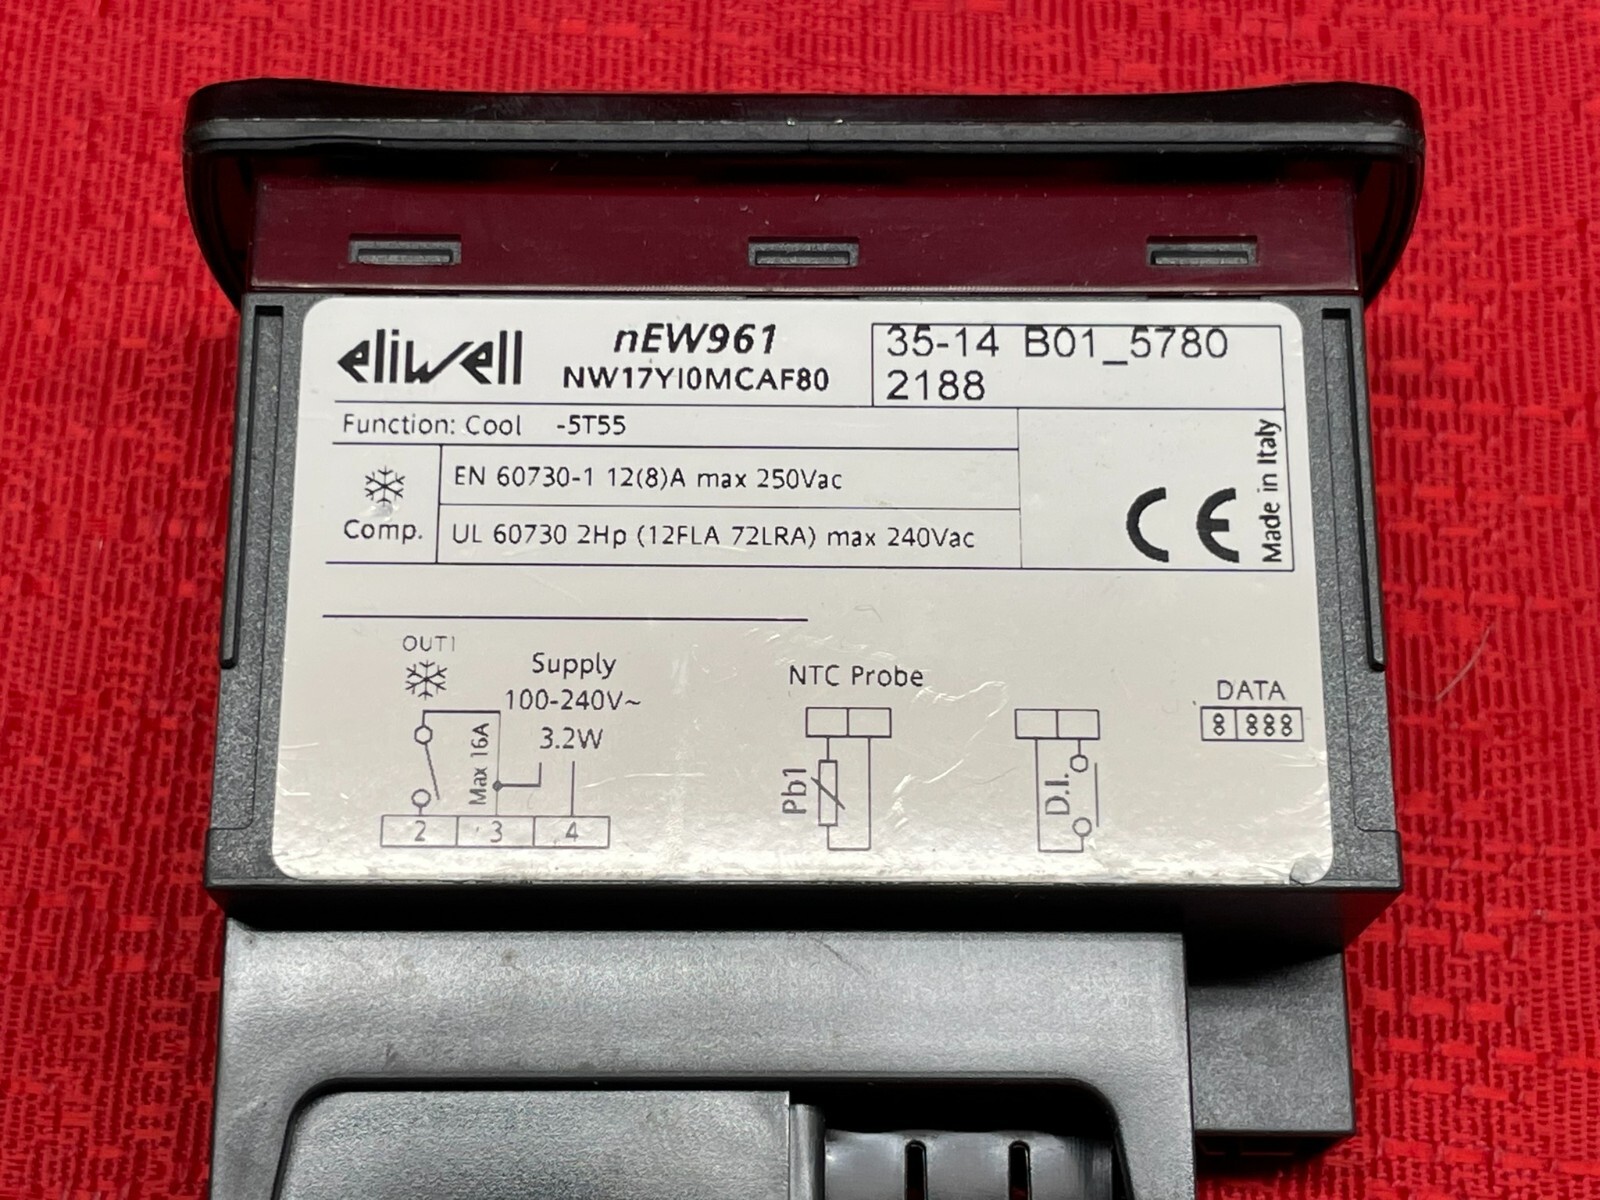 eliwell
nEW961
NW17YI0MCAF80
35-14 B01_5780
2188
Function: Cool -5T55
Comp.
EN 60730-1 12(8)A max 250Vac
UL 60730 2Hp (12FLA 72LRA) max 240Vac
CE
Made in Italy
OUT1
Supply
100-240V~
3.2W
Max 16A
2 3 4
NTC Probe
Pb1
D.I.
DATA